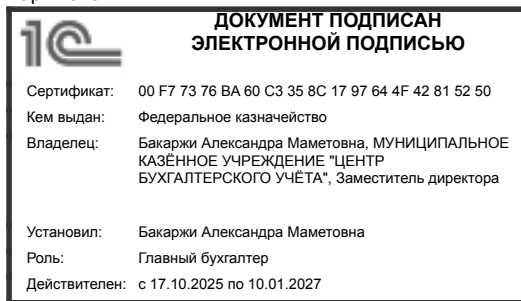 1С
ДОКУМЕНТ ПОДПИСАН
ЭЛЕКТРОННОЙ ПОДПИСЬЮ
Сертификат: 00 F7 73 76 BA 60 C3 35 8C 17 97 64 4F 42 81 52 50
Кем выдан: Федеральное казначейство
Владелец: Бакаржи Александра Маметовна, МУНИЦИПАЛЬНОЕ
КАЗЁННОЕ УЧРЕЖДЕНИЕ "ЦЕНТР
БУХГАЛТЕРСКОГО УЧЁТА", Заместитель директора
Установил: Бакаржи Александра Маметовна
Роль: Главный бухгалтер
Действителен: с 17.10.2025 по 10.01.2027